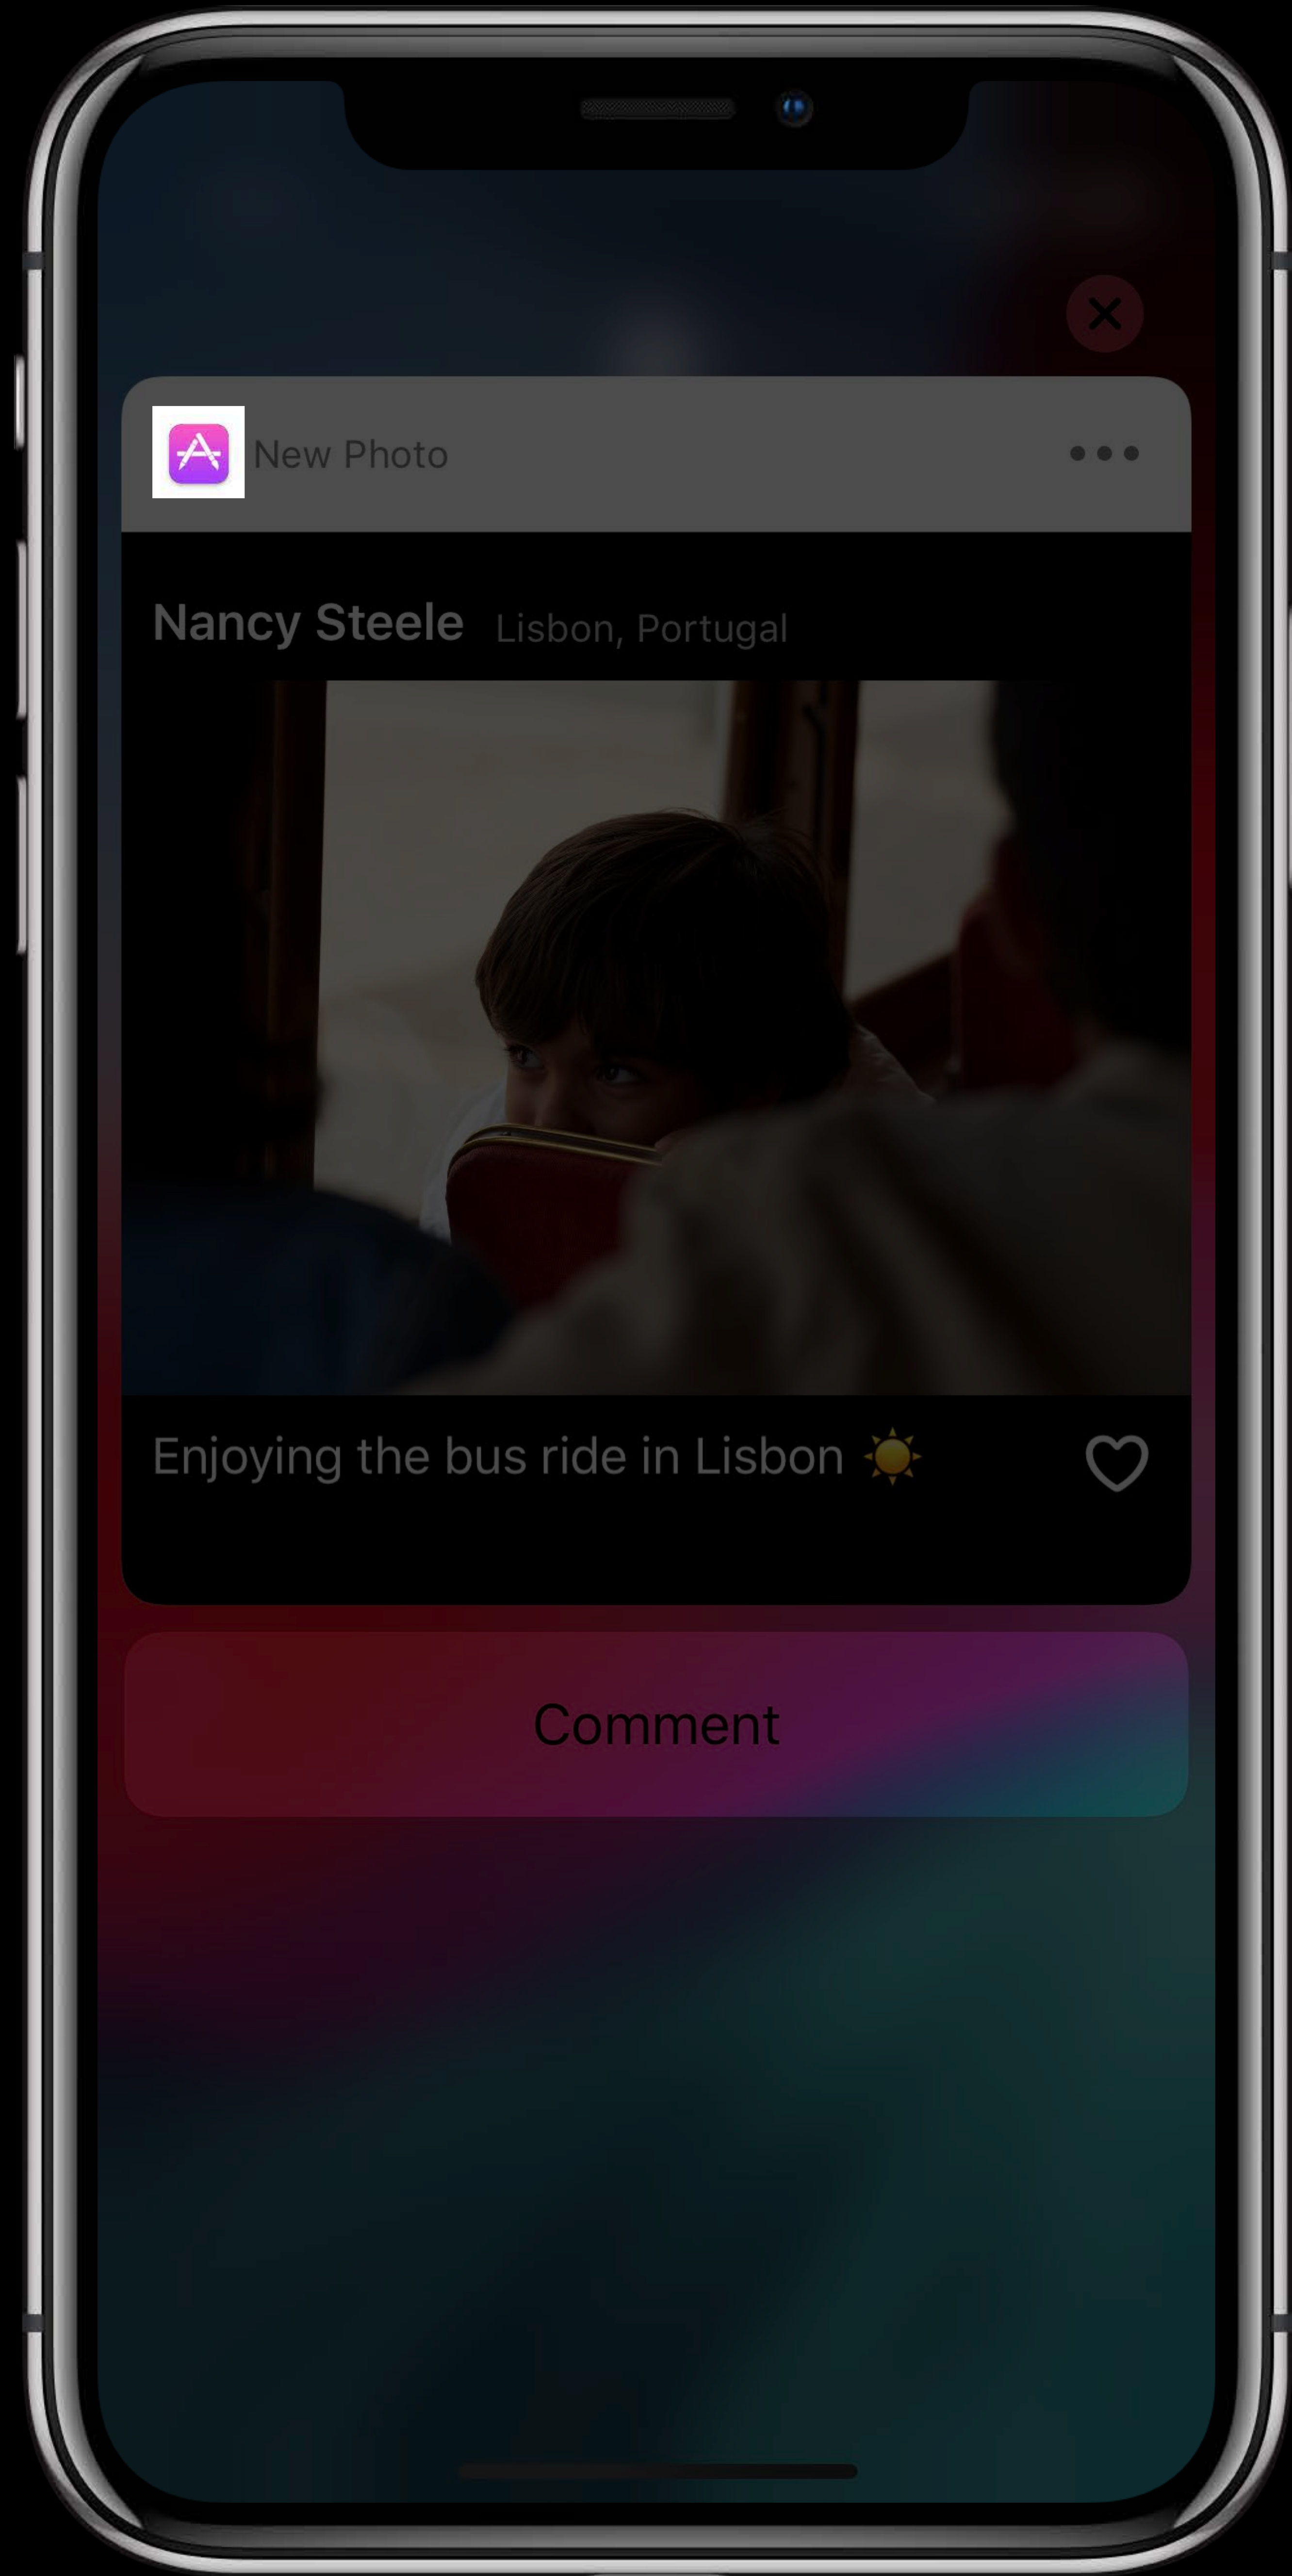 New Photo
Nancy Steele Lisbon, Portugal
Enjoying the bus ride in Lisbon ☀️
Comment